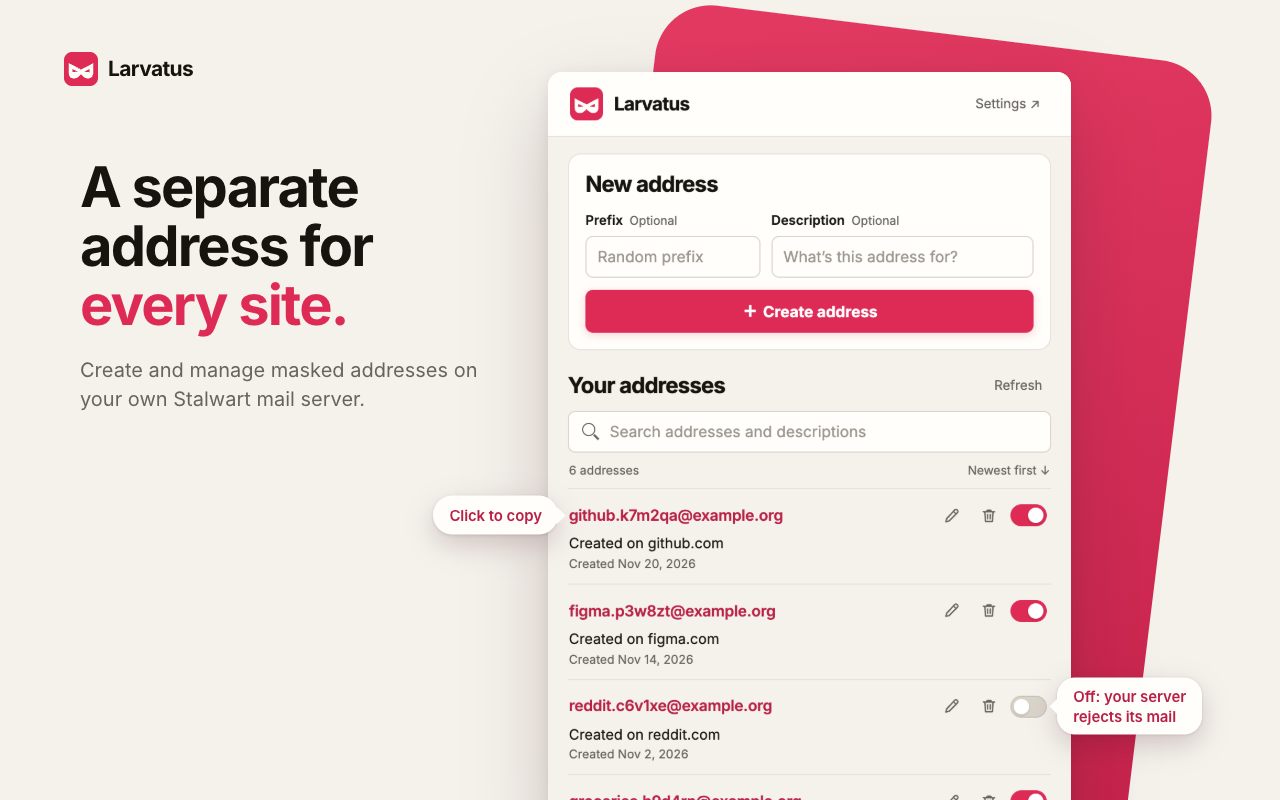 Larvatus
A separate
address for
every site.
Create and manage masked addresses on
your own Stalwart mail server.
Larvatus
Settings ↗
New address
Prefix Optional
Description Optional
Random prefix
What's this address for?
+ Create address
Your addresses
Refresh
Search addresses and descriptions
6 addresses
Newest first ↓
Click to copy
github.k7m2qa@example.org
Created on github.com
Created Nov 20, 2026
figma.p3w8zt@example.org
Created on figma.com
Created Nov 14, 2026
reddit.c6v1xe@example.org
Off: your server
rejects its mail
Created on reddit.com
Created Nov 2, 2026